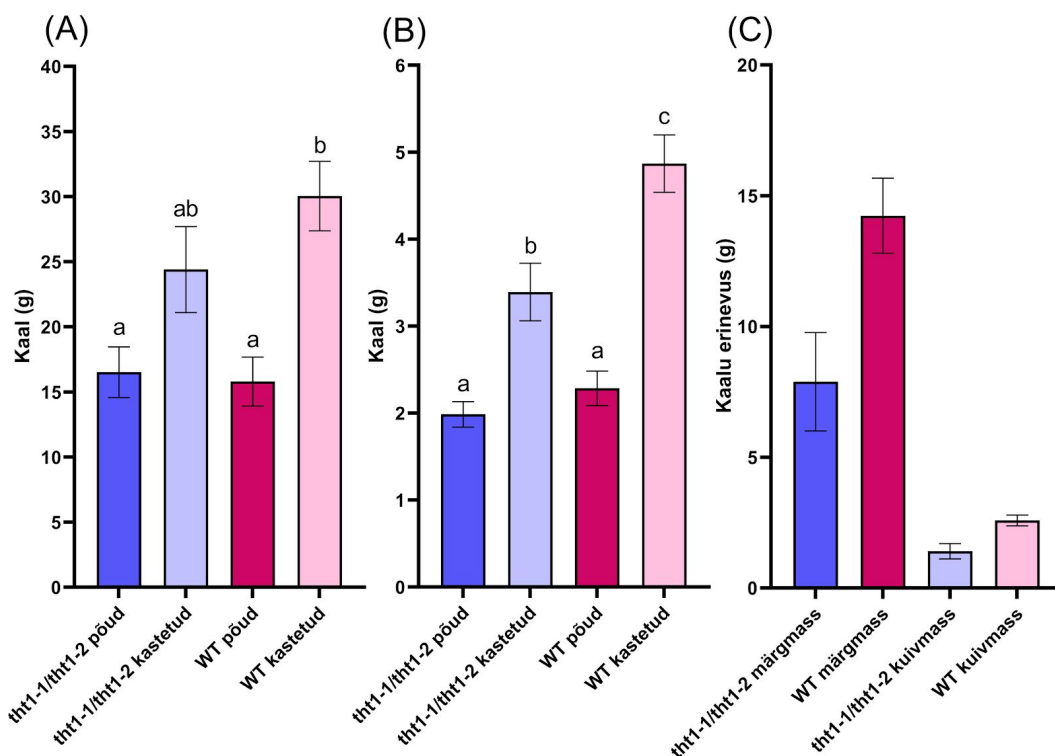 (A)
40
35
30
25
20
15
10
5
0
Kaal (g)
a
ab
a
b
tht1-1/tht1-2 põud
tht1-1/tht1-2 kastetud
WT põud
WT kastetud
(B)
6
5
4
3
2
1
0
Kaal (g)
a
b
a
c
tht1-1/tht1-2 põud
tht1-1/tht1-2 kastetud
WT põud
WT kastetud
(C)
20
15
10
5
0
Kaalu erinevus (g)
tht1-1/tht1-2 märgmass
WT märgmass
tht1-1/tht1-2 kuivmass
WT kuivmass